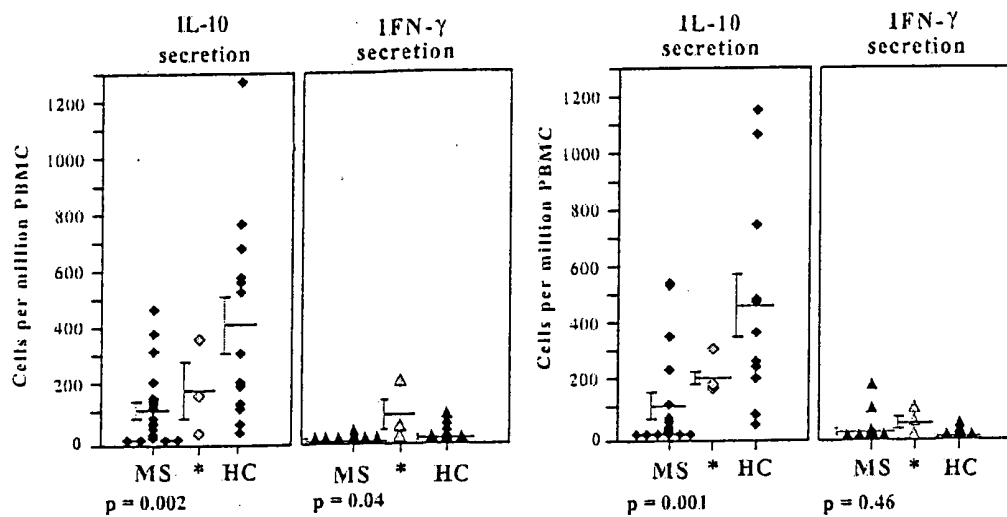 IL-10 secretion
IFN-γ secretion
Cells per million PBMC
1200
1000
800
600
400
200
0
MS * HC
MS * HC
p = 0.002
p = 0.04
IL-10 secretion
IFN-γ secretion
Cells per million PBMC
1200
1000
800
600
400
200
0
MS * HC
MS * HC
p = 0.001
p = 0.46